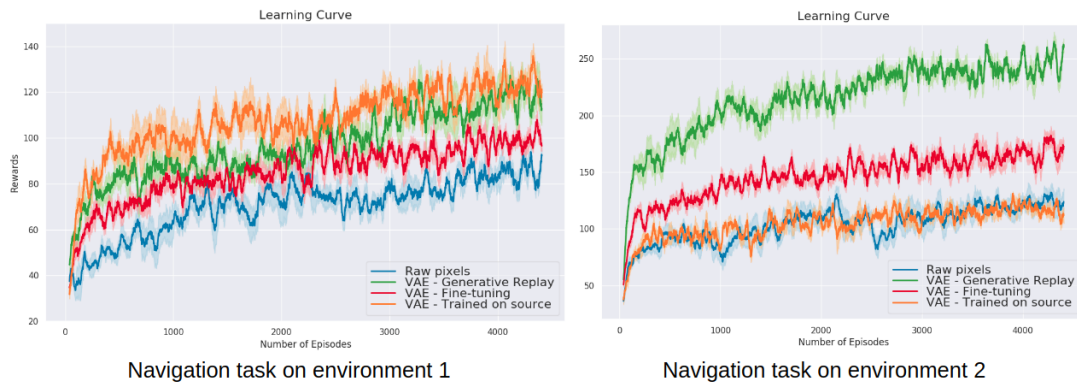 Learning Curve
140
120
100
80
60
40
20
Rewards
0
1000
2000
3000
4000
Number of Episodes
Raw pixels
VAE - Generative Replay
VAE - Fine-tuning
VAE - Trained on source
Navigation task on environment 1
Learning Curve
250
200
150
100
50
0
1000
2000
3000
4000
Number of Episodes
Raw pixels
VAE - Generative Replay
VAE - Fine-tuning
VAE - Trained on source
Navigation task on environment 2